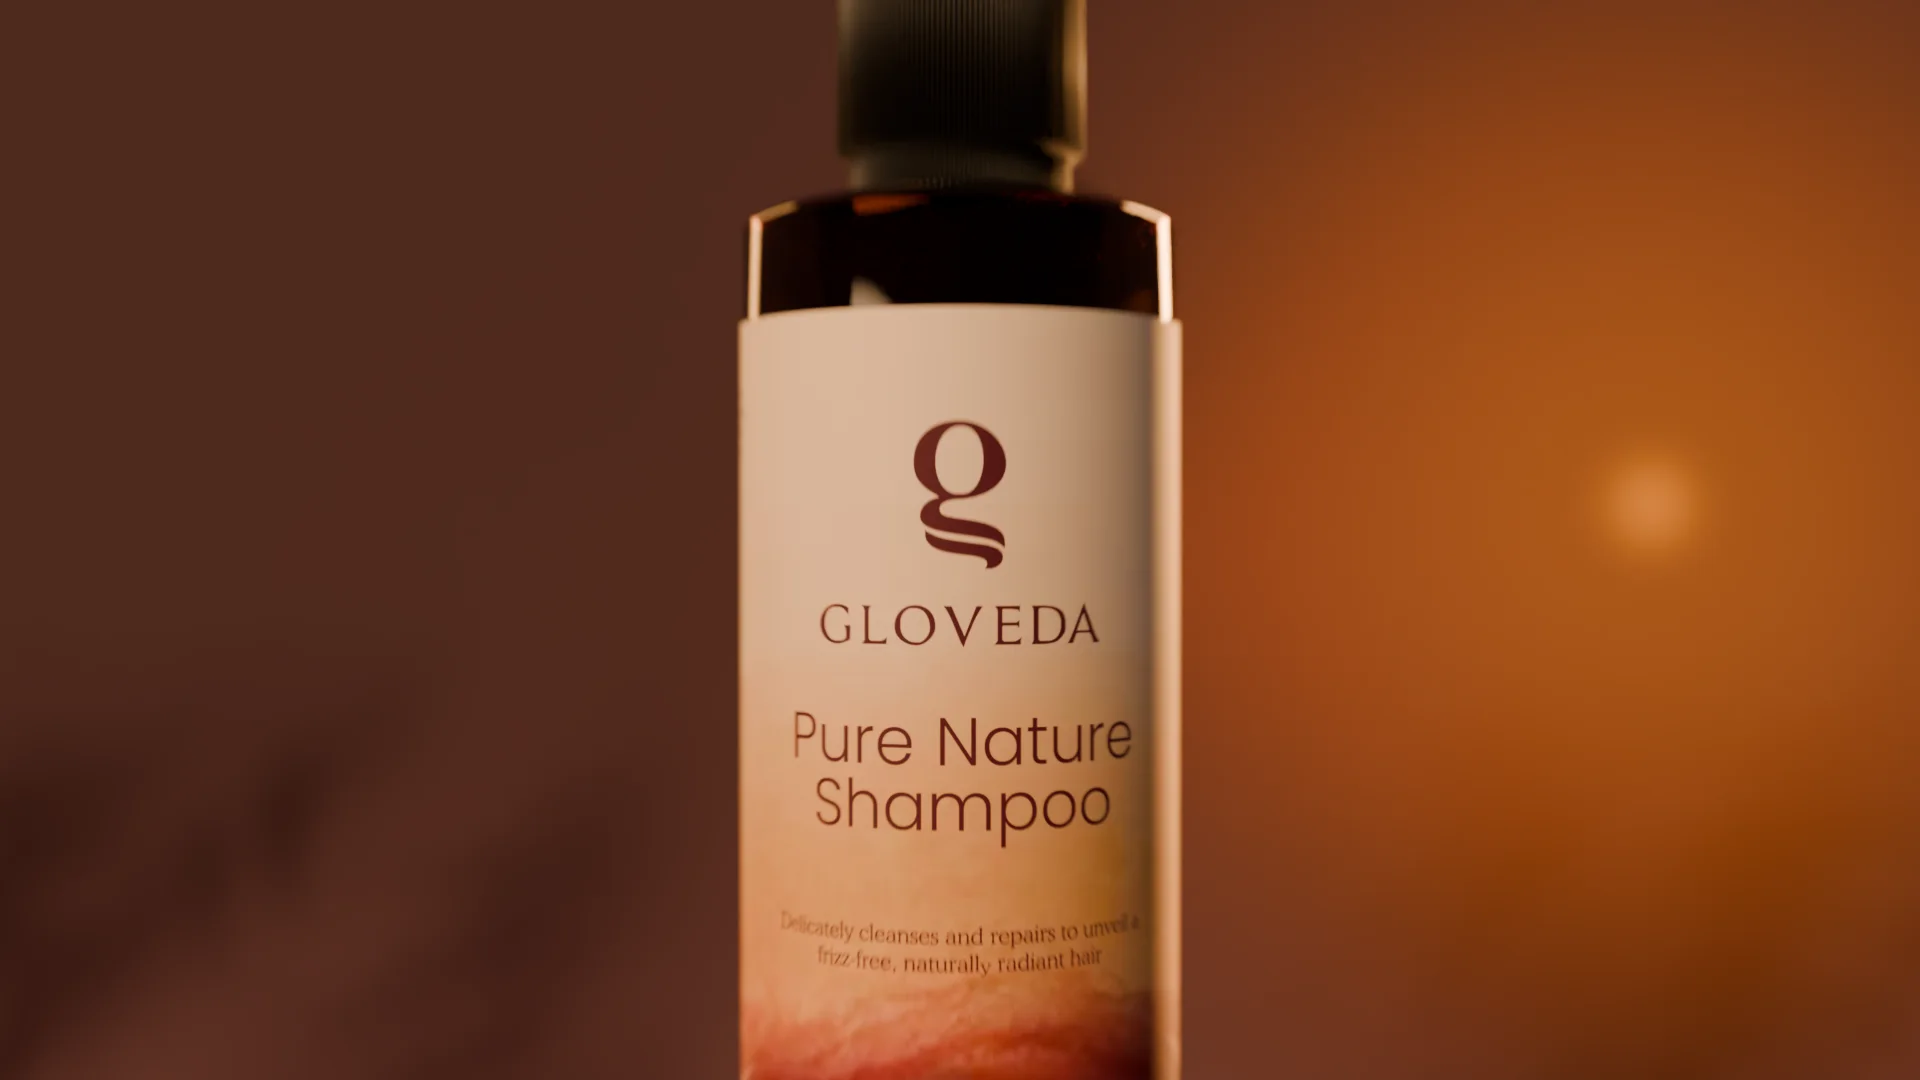 g
GLOVEDA
Pure Nature
Shampoo
Delicately cleanses and repairs to unveil a
frizz-free, naturally radiant hair